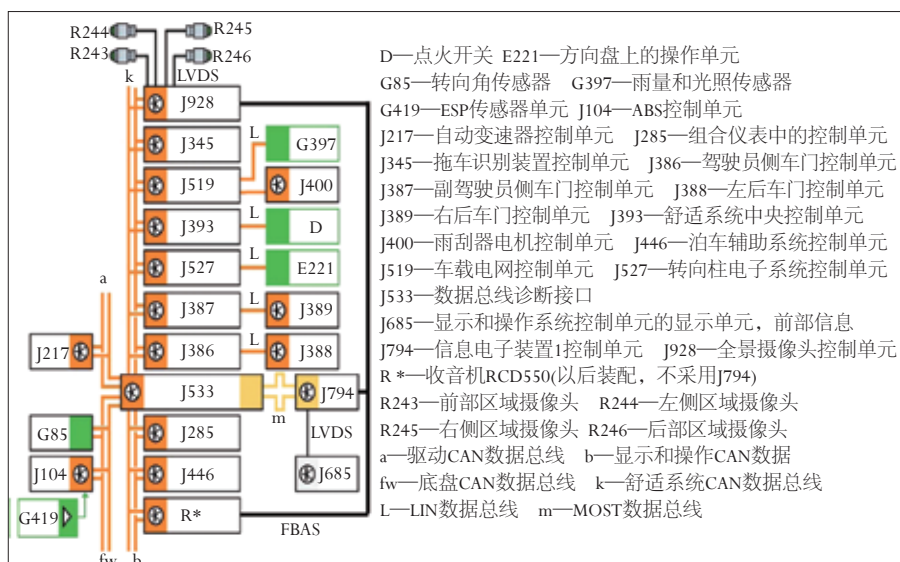 R244
R245
R243
R246
k
LVDS
J928
J345
L
G397
J519
J400
J393
L
D
J527
L
E221
a
J387
L
J389
J217
J386
L
J388
J533
m
J794
G85
J285
LVDS
J104
J446
J685
G419
R*
FBAS
fw
b
D—点火开关 E221—方向盘上的操作单元
G85—转向角传感器 G397—雨量和光照传感器
G419—ESP传感器单元 J104—ABS控制单元
J217—自动变速器控制单元 J285—组合仪表中的控制单元
J345—拖车识别装置控制单元 J386—驾驶员侧车门控制单元
J387—副驾驶员侧车门控制单元 J388—左后车门控制单元
J389—右后车门控制单元 J393—舒适系统中央控制单元
J400—雨刮器电机控制单元 J446—泊车辅助系统控制单元
J519—车载电网控制单元 J527—转向柱电子系统控制单元
J533—数据总线诊断接口
J685—显示和操作系统控制单元的显示单元，前部信息
J794—信息电子装置1控制单元 J928—全景摄像头控制单元
R *—收音机RCD550(以后装配，不采用J794)
R243—前部区域摄像头 R244—左侧区域摄像头
R245—右侧区域摄像头 R246—后部区域摄像头
a—驱动CAN数据总线 b—显示和操作CAN数据
fw—底盘CAN数据总线 k—舒适系统CAN数据总线
L—LIN数据总线 m—MOST数据总线